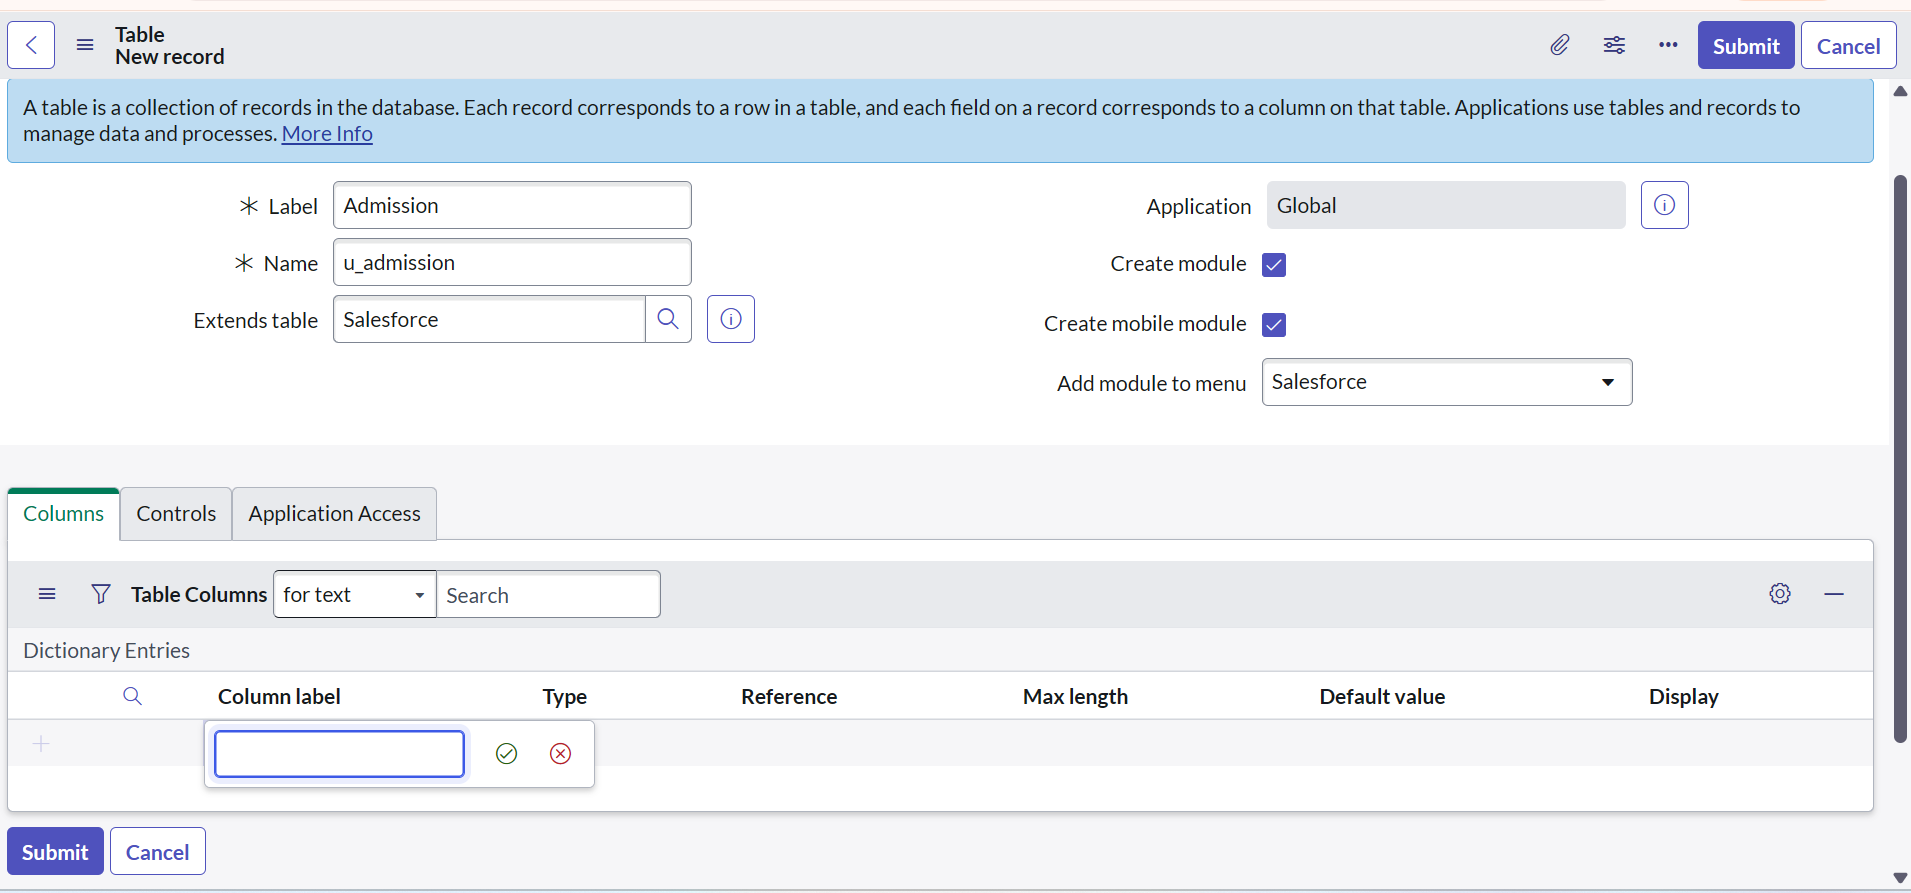 Table
New record
Submit
Cancel
A table is a collection of records in the database. Each record corresponds to a row in a table, and each field on a record corresponds to a column on that table. Applications use tables and records to
manage data and processes. More Info
Label
Admission
Application
Global
Name
u_admission
Create module
Extends table
Salesforce
Create mobile module
Add module to menu
Salesforce
Columns
Controls
Application Access
Table Columns
for text
Search
Dictionary Entries
Column label
Type
Reference
Max length
Default value
Display
Submit
Cancel